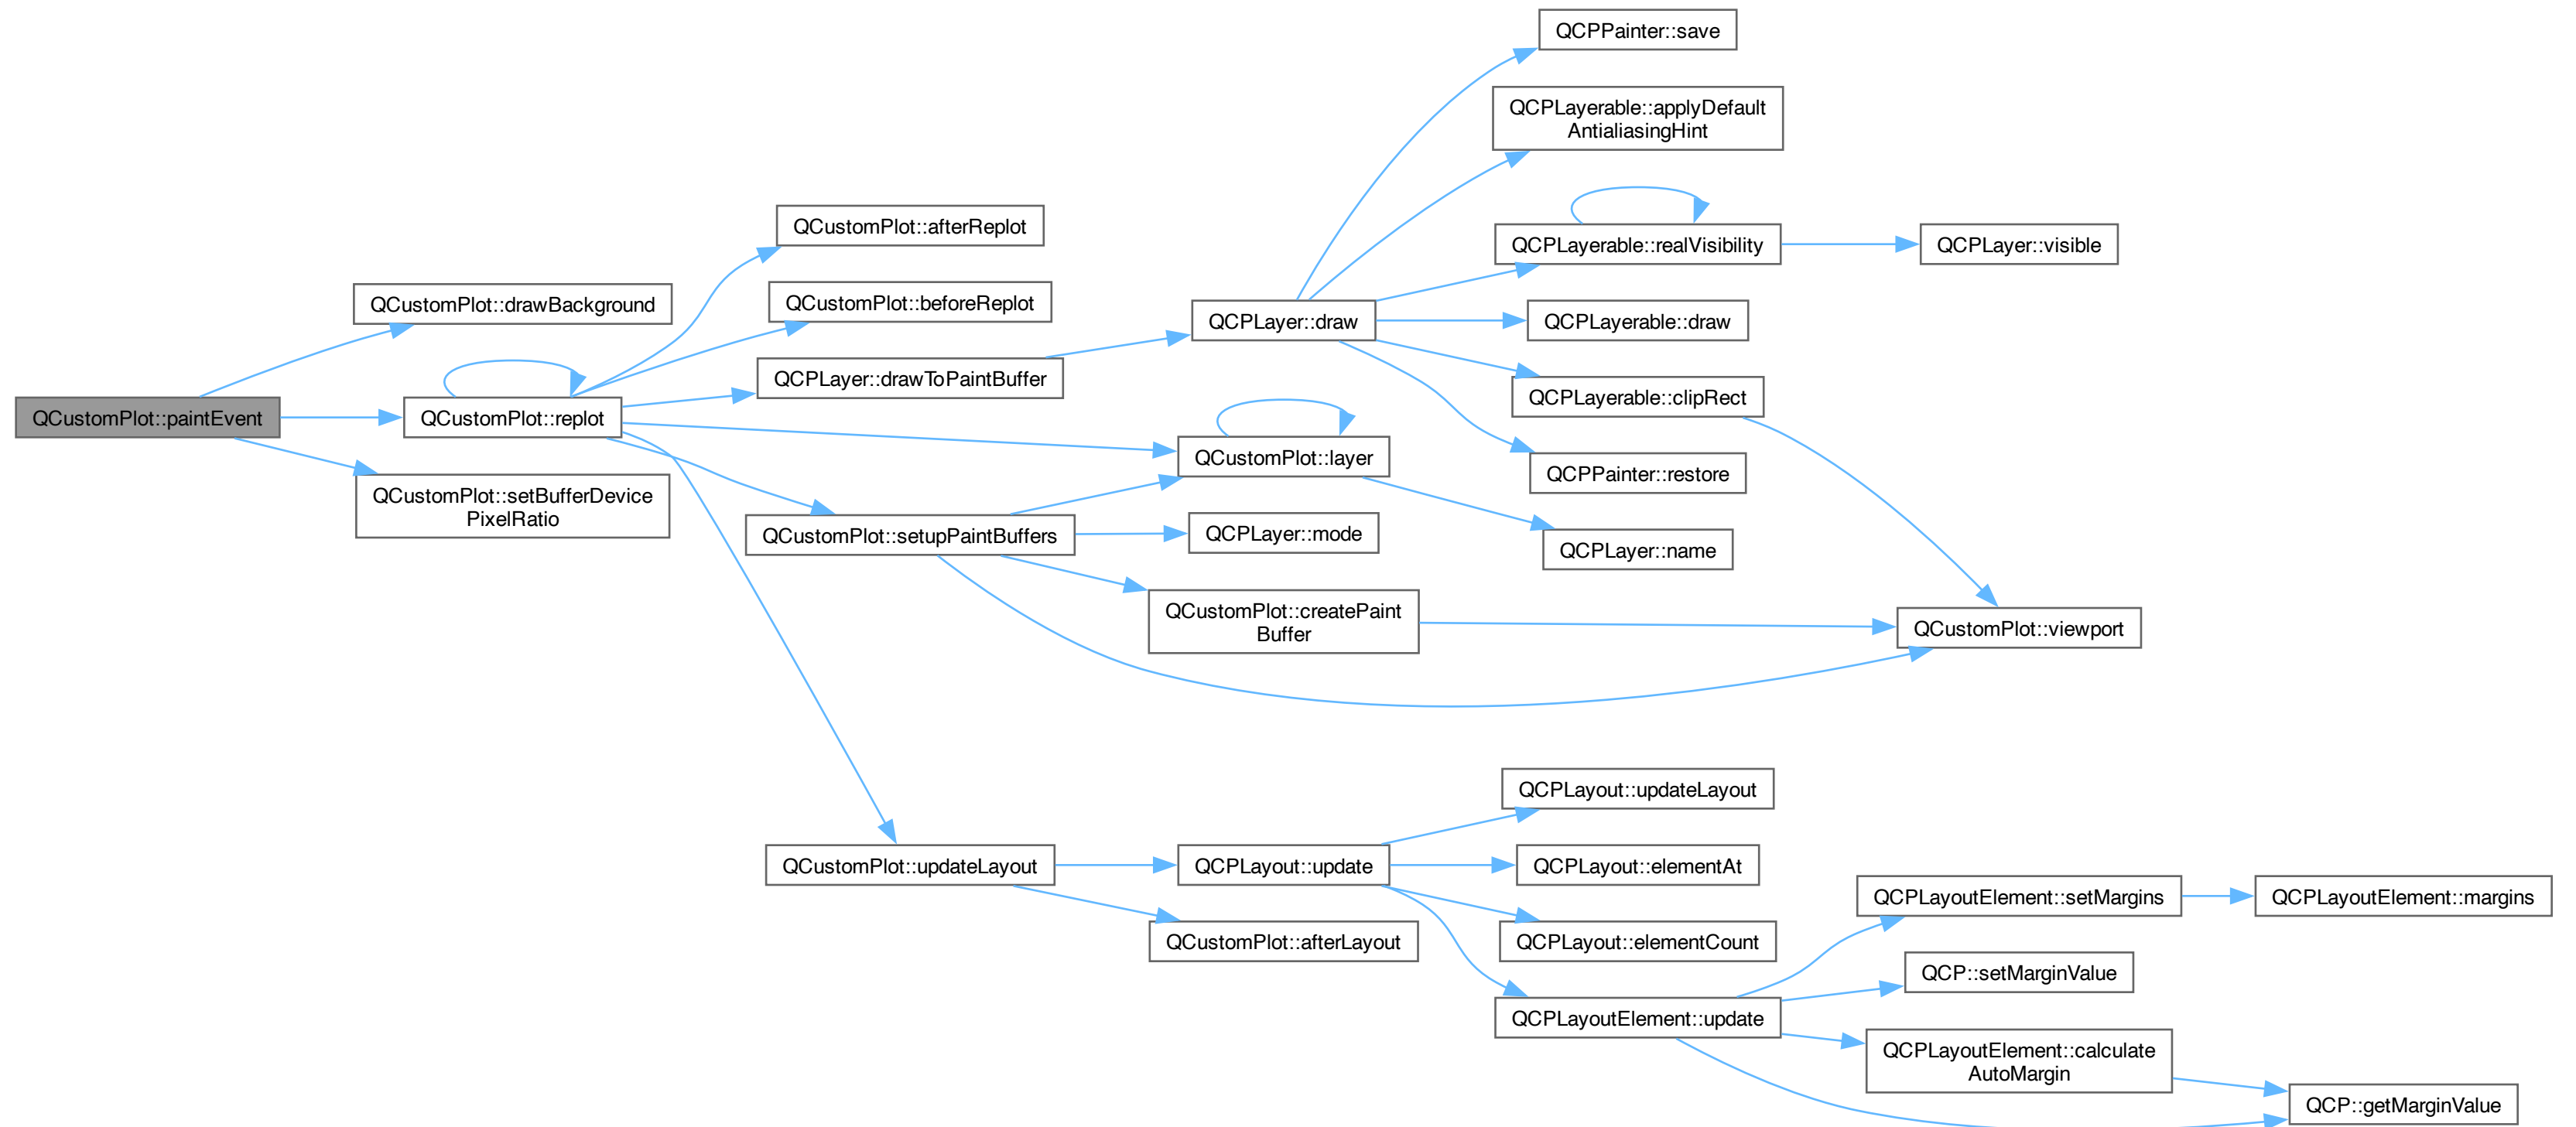 QCPPainter::save
QCPLayerable::applyDefault
AntialiasingHint
QCustomPlot::afterReplot
QCPLayerable::realVisibility
QCPLayer::visible
QCustomPlot::drawBackground
QCustomPlot::beforeReplot
QCPLayer::draw
QCPLayerable::draw
QCPLayer::drawToPaintBuffer
QCPLayerable::clipRect
QCustomPlot::paintEvent
QCustomPlot::replot
QCustomPlot::layer
QCPPainter::restore
QCustomPlot::setBufferDevice
PixelRatio
QCustomPlot::setupPaintBuffers
QCPLayer::mode
QCPLayer::name
QCustomPlot::createPaint
Buffer
QCustomPlot::viewport
QCPLayout::updateLayout
QCustomPlot::updateLayout
QCPLayout::update
QCPLayout::elementAt
QCPLayoutElement::setMargins
QCPLayoutElement::margins
QCustomPlot::afterLayout
QCPLayout::elementCount
QCP::setMarginValue
QCPLayoutElement::update
QCPLayoutElement::calculate
AutoMargin
QCP::getMarginValue